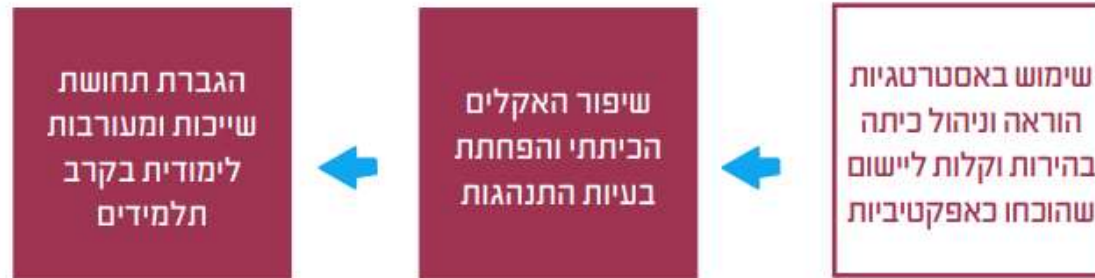 שימוש באסטרטגיות
הוראה וניהול כיתה
בהירות וקלות ליישום
שהוכחו כאפקטיביות
שיפור האקלים
הכיתתי והפחתת
בעיות התנהגות
הגברת תחושת
שייכות ומעורבות
לימודית בקרב
תלמידים